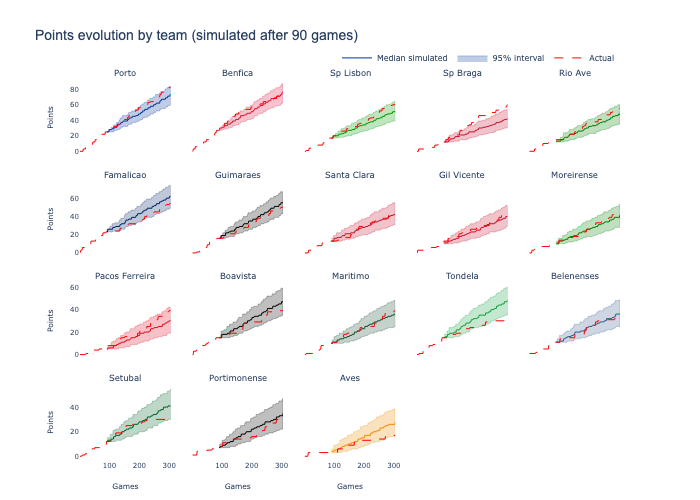 Points evolution by team (simulated after 90 games)
Median simulated 95% interval Actual
Porto Benfica Sp Lisbon Sp Braga Rio Ave
Points
80
60
40
20
0
Famalicao Guimaraes Santa Clara Gil Vicente Moreirense
Points
60
40
20
0
Pacos Ferreira Boavista Maritimo Tondela Belenenses
Points
60
40
20
0
Setubal Portimonense Aves
Points
40
20
0
100 200 300 100 200 300 100 200 300
Games Games Games